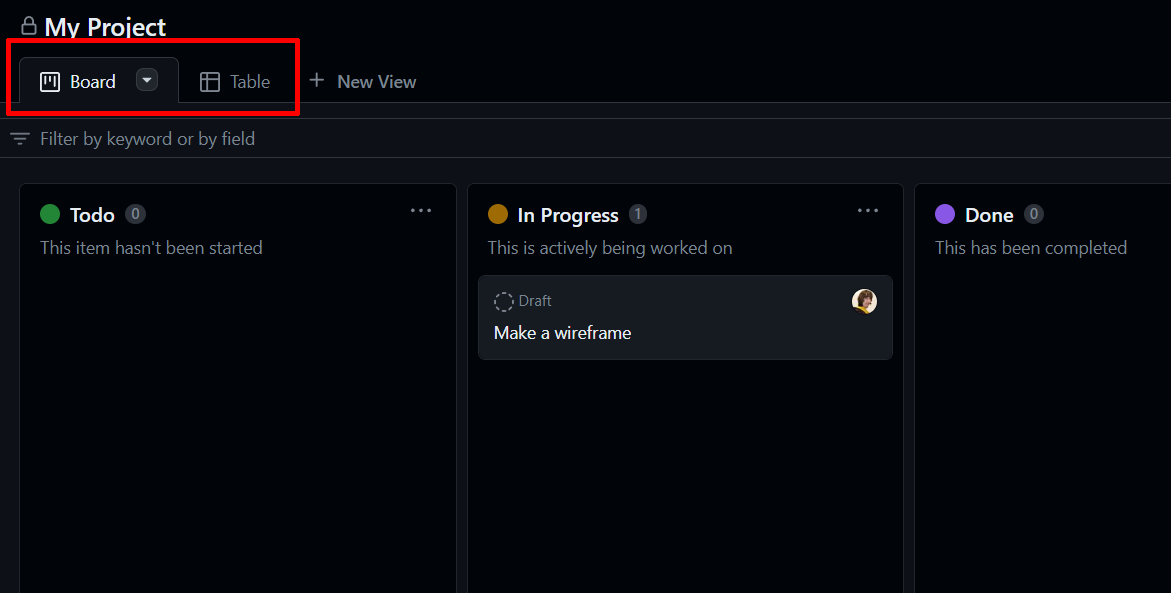 My Project
Board Table + New View
Filter by keyword or by field
Todo 0
This item hasn't been started
In Progress 1
This is actively being worked on
Draft
Make a wireframe
Done 0
This has been completed